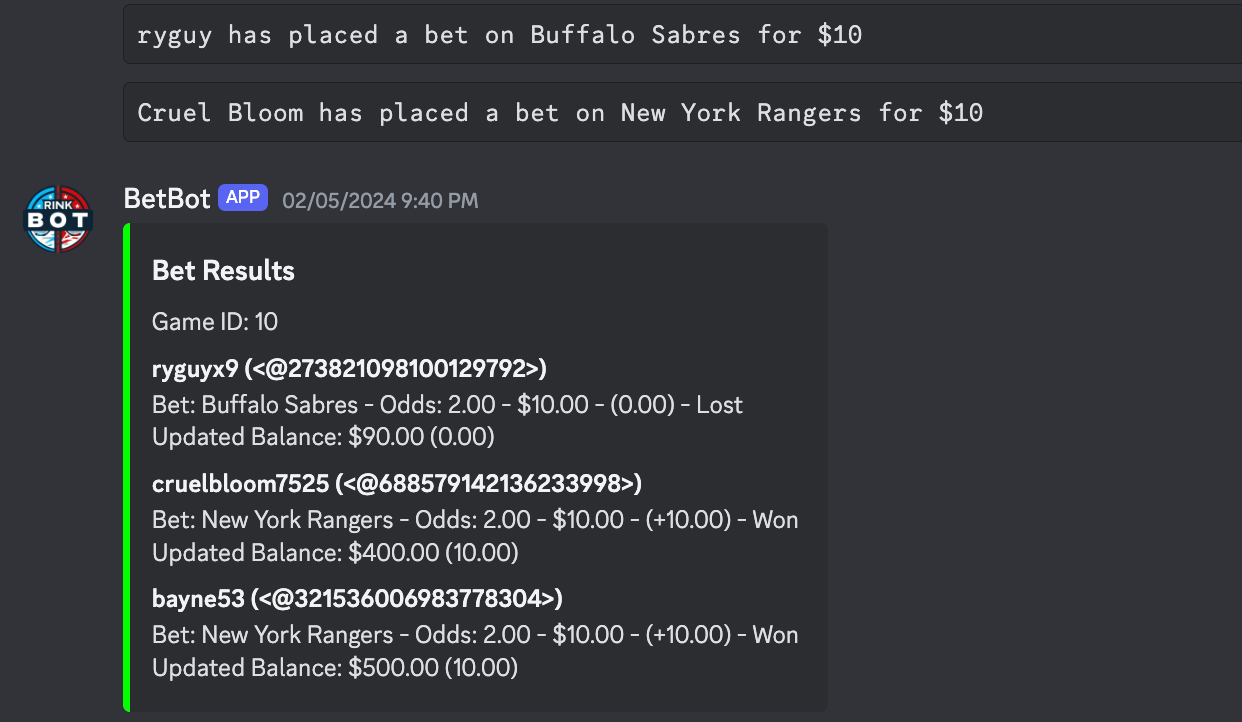 ryguy has placed a bet on Buffalo Sabres for $10
Cruel Bloom has placed a bet on New York Rangers for $10
RINK
BOT
BetBot APP 02/05/2024 9:40 PM
Bet Results
Game ID: 10
ryguyx9 (<@273821098100129792>)
Bet: Buffalo Sabres - Odds: 2.00 - $10.00 - (0.00) - Lost
Updated Balance: $90.00 (0.00)
cruelbloom7525 (<@688579142136233998>)
Bet: New York Rangers - Odds: 2.00 - $10.00 - (+10.00) - Won
Updated Balance: $400.00 (10.00)
bayne53 (<@321536006983778304>)
Bet: New York Rangers - Odds: 2.00 - $10.00 - (+10.00) - Won
Updated Balance: $500.00 (10.00)